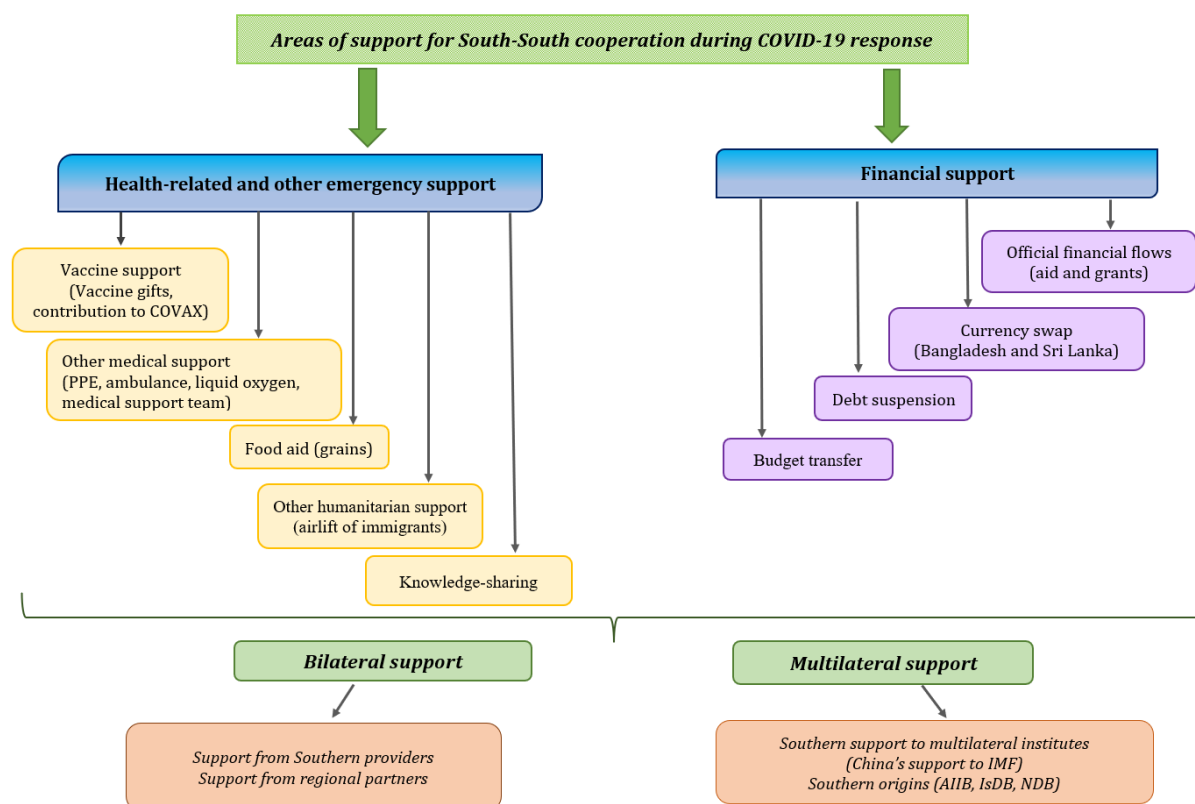 Areas of support for South-South cooperation during COVID-19 response
Health-related and other emergency support
Vaccine support
(Vaccine gifts,
contribution to COVAX)
Other medical support
(PPE, ambulance, liquid oxygen,
medical support team)
Food aid (grains)
Other humanitarian support
(airlift of immigrants)
Knowledge-sharing
Financial support
Official financial flows
(aid and grants)
Currency swap
(Bangladesh and Sri Lanka)
Debt suspension
Budget transfer
Bilateral support
Support from Southern providers
Support from regional partners
Multilateral support
Southern support to multilateral institutes
(China's support to IMF)
Southern origins (AIIB, IsDB, NDB)